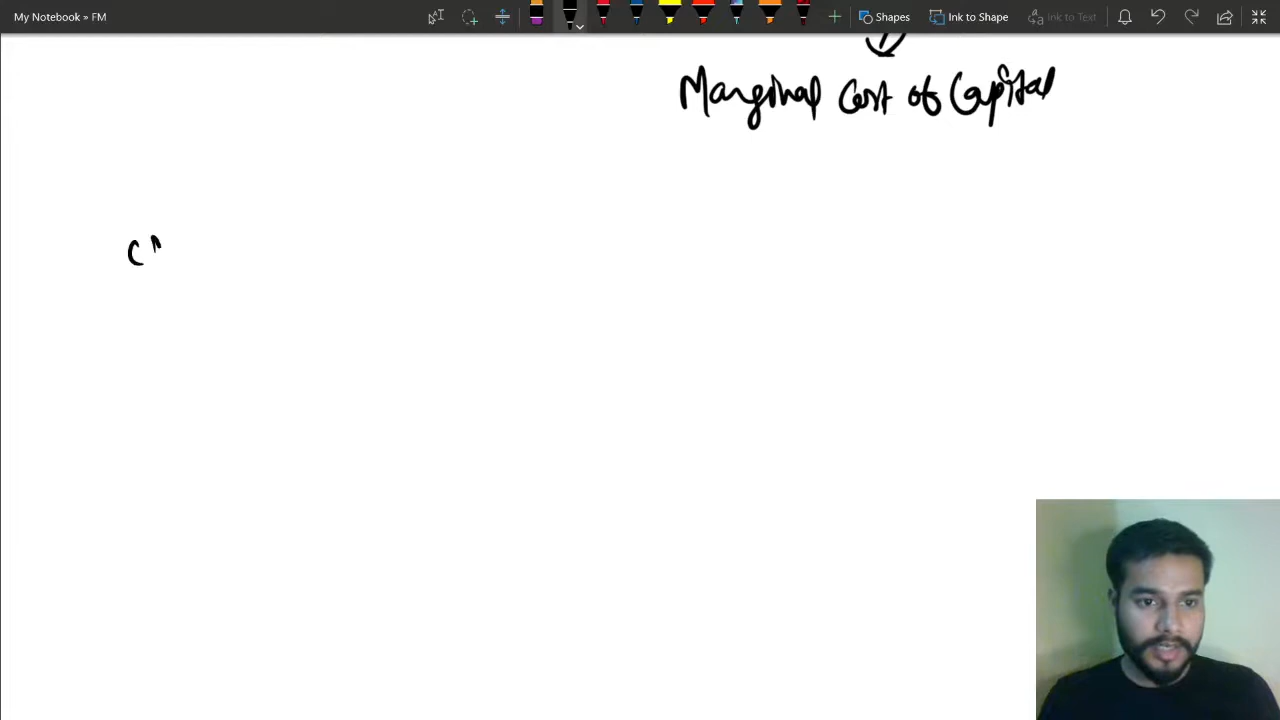 My Notebook » FM
Shapes
Ink to Shape
Ink to Text
Marginal Cost of Capital
C